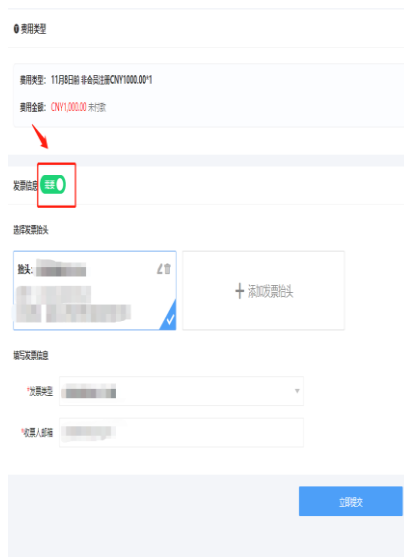 费用类型
费用类型: 11月8日前 非会员注册CNY1000.00*1
费用金额: CNY1,000.00 未付款
发票信息
选择发票抬头
抬头:
添加发票抬头
填写发票信息
*发票类型
*收票人邮箱
立即提交